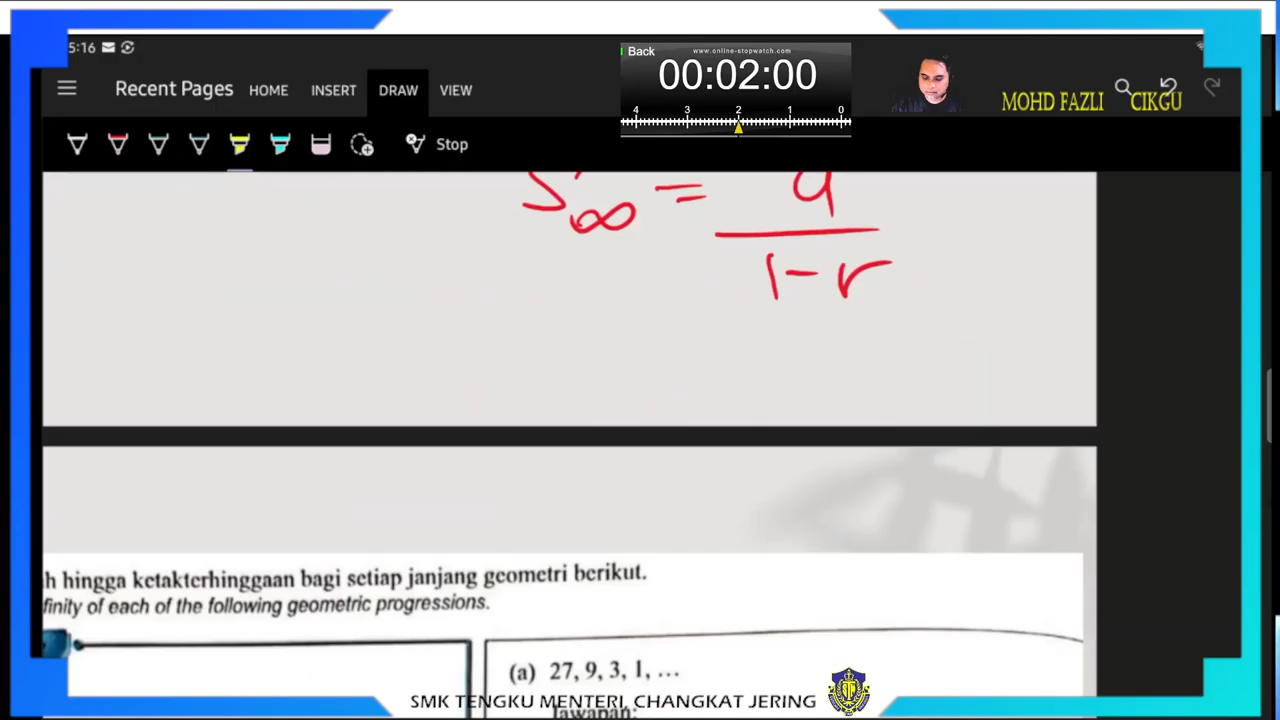 5:16
Back
www.online-stopwatch.com
00:02:00
4 3 2 1 0
MOHD FAZLI CIKGU
Recent Pages HOME INSERT DRAW VIEW
Stop
S∞ = a
1-r
h hingga ketakterhinggaan bagi setiap janjang geometri berikut.
finity of each of the following geometric progressions.
(a) 27, 9, 3, 1, …
Jawapan:
SMK TENGKU MENTERI, CHANGKAT JERING